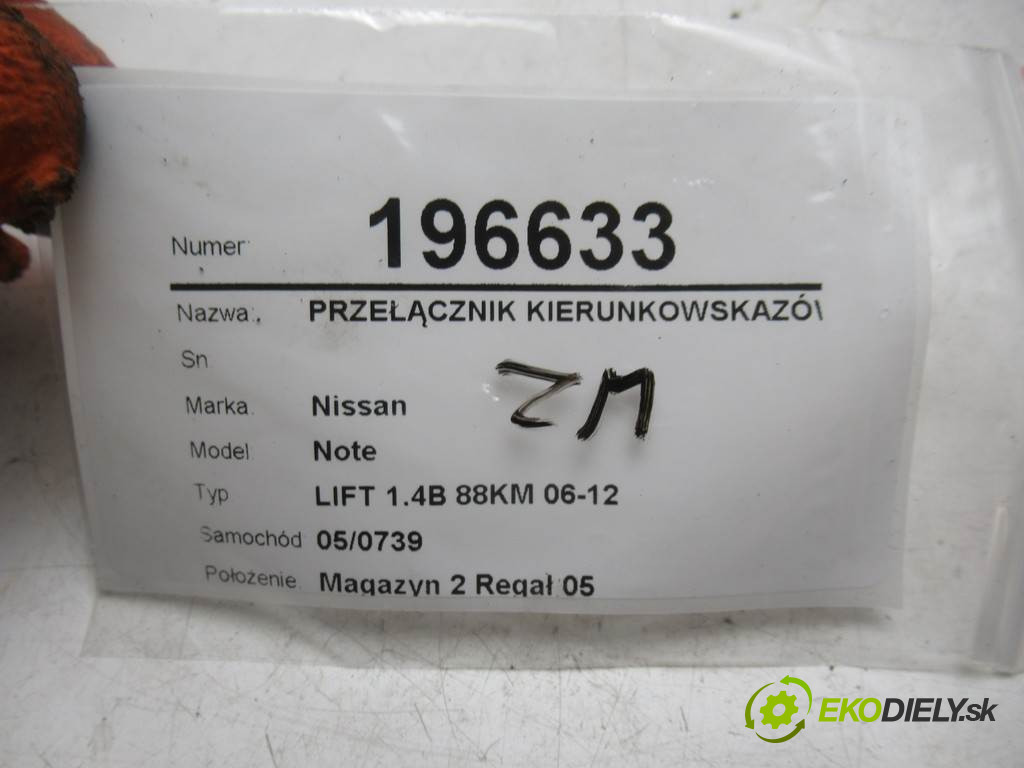 Numer: 196633
Nazwa: PRZEŁĄCZNIK KIERUNKOWSKAZÓ
Sn
ZM
Marka: Nissan
Model: Note
Typ LIFT 1.4B 88KM 06-12
Samochód 05/0739
Położenie: Magazyn 2 Regał 05
EKODIELY.sk